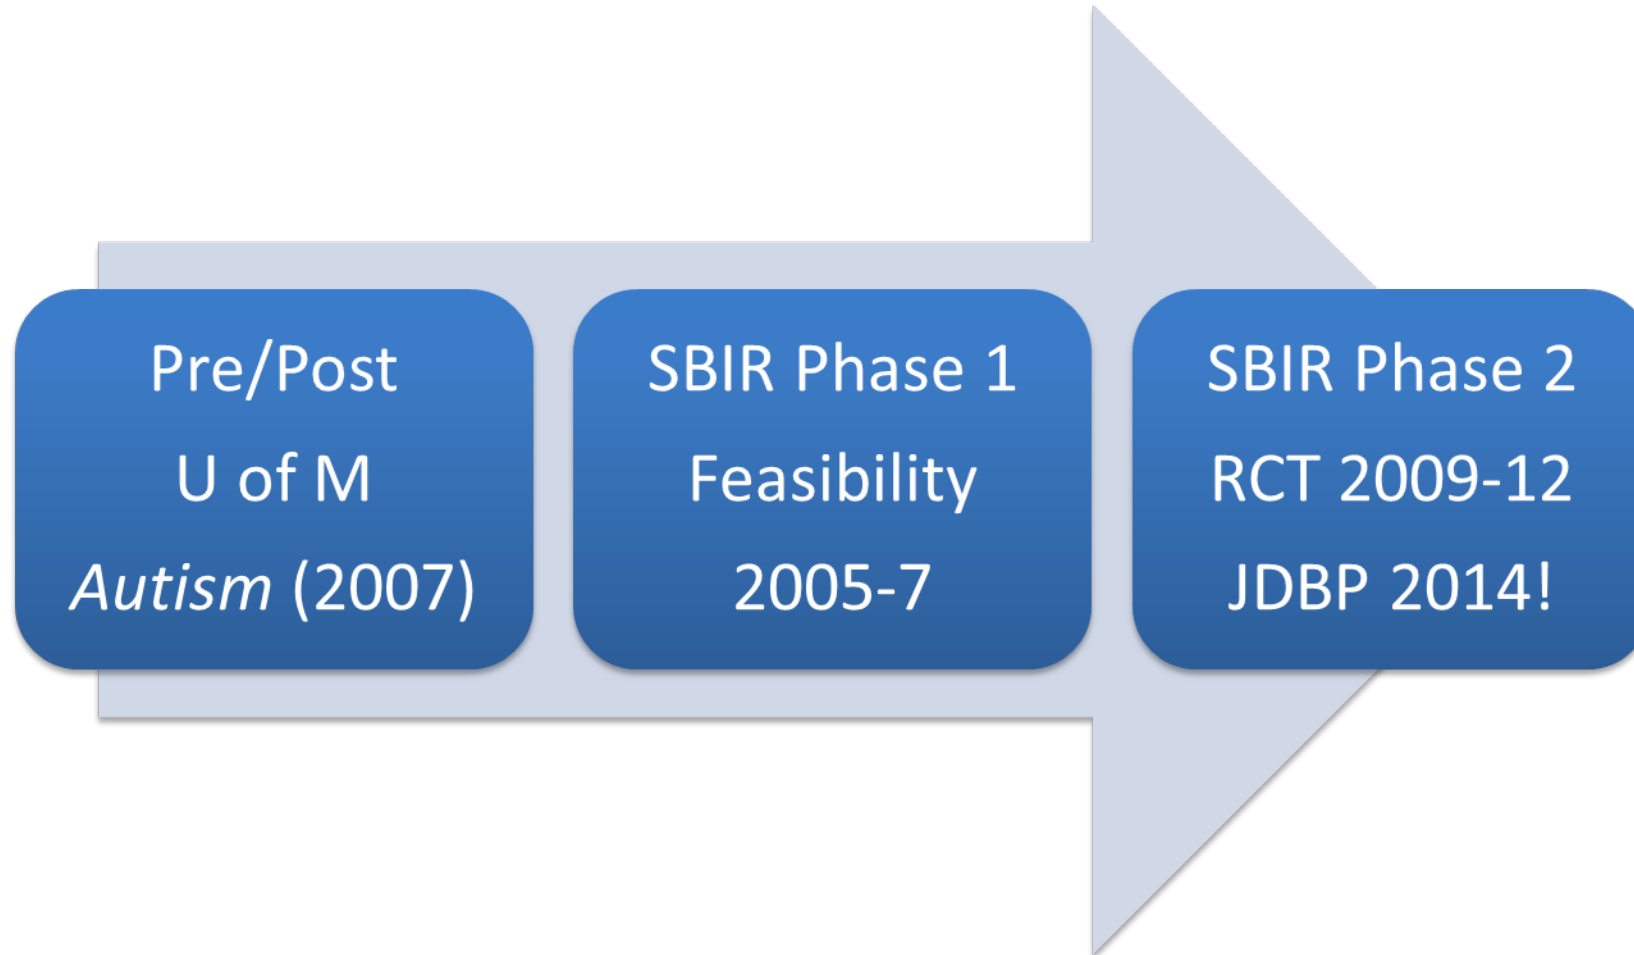 Pre/Post
U of M
Autism (2007)
SBIR Phase 1
Feasibility
2005-7
SBIR Phase 2
RCT 2009-12
JDBP 2014!